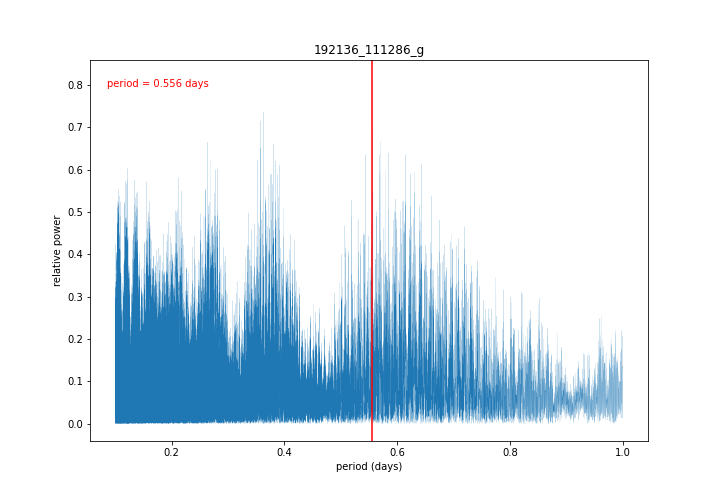 192136_111286_g
period = 0.556 days
0.8
0.7
0.6
0.5
0.4
0.3
0.2
0.1
0.0
relative power
0.2 0.4 0.6 0.8 1.0
period (days)